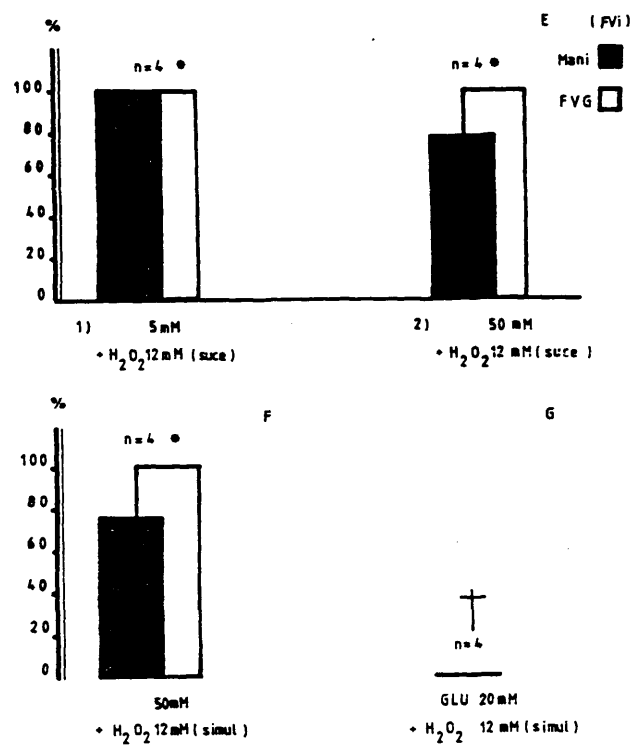 % E (FVi)
n=4 • n=4 • Mani
FVG
100
80
60
40
20
0
1) 5mM 2) 50 mM
+ H2O2 12 mM (suce) + H2O2 12 mM (suce)
% F G
n=4 •
100
80
60
40
20
0
n=4
50mM GLU 20mM
+ H2O2 12 mM (simul) + H2O2 12 mM (simul)